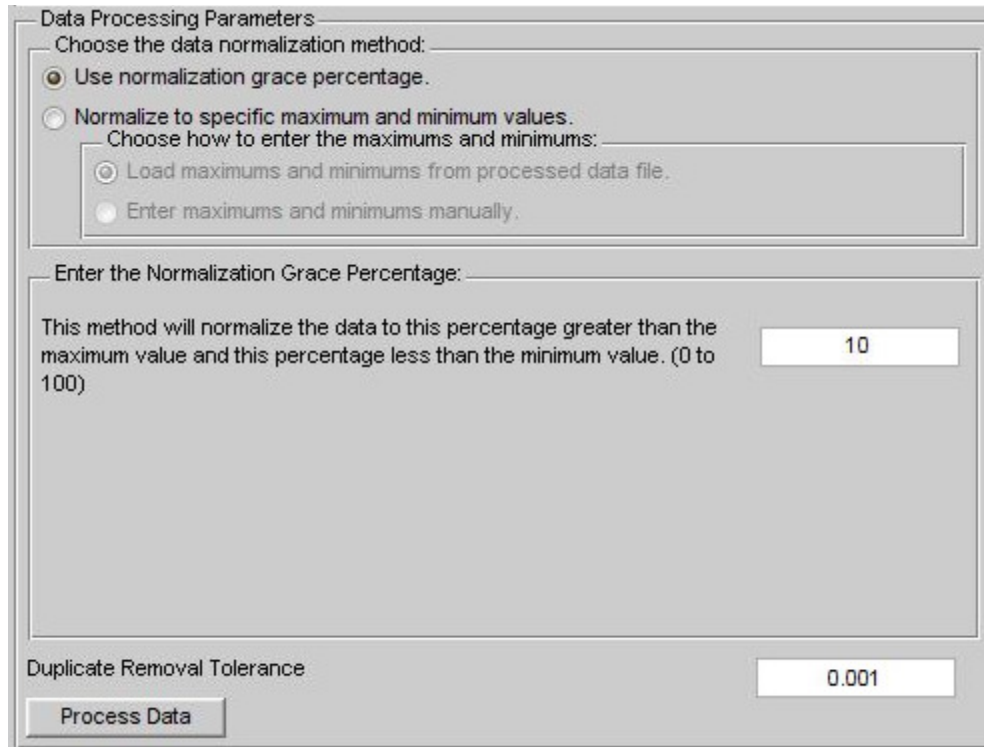 Data Processing Parameters
Choose the data normalization method:
Use normalization grace percentage.
Normalize to specific maximum and minimum values.
Choose how to enter the maximums and minimums:
Load maximums and minimums from processed data file.
Enter maximums and minimums manually.
Enter the Normalization Grace Percentage:
This method will normalize the data to this percentage greater than the
maximum value and this percentage less than the minimum value. (0 to
100)
10
Duplicate Removal Tolerance
0.001
Process Data